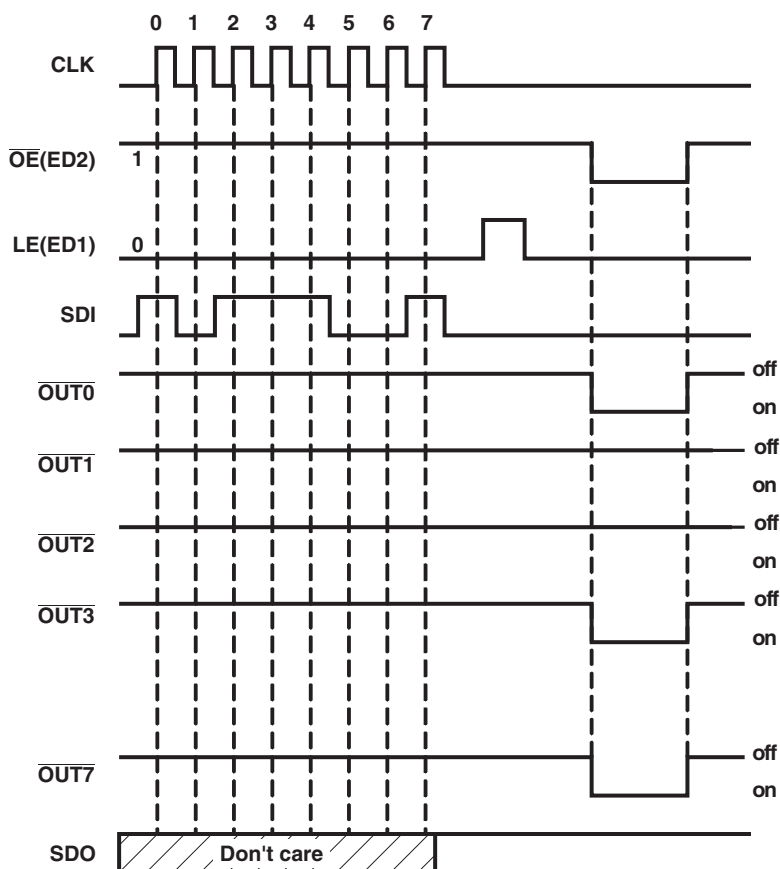 0 1 2 3 4 5 6 7
CLK
OE(ED2)
1
LE(ED1)
0
SDI
OUT0
off
on
OUT1
off
on
OUT2
off
on
OUT3
off
on
OUT7
off
on
SDO
Don't care